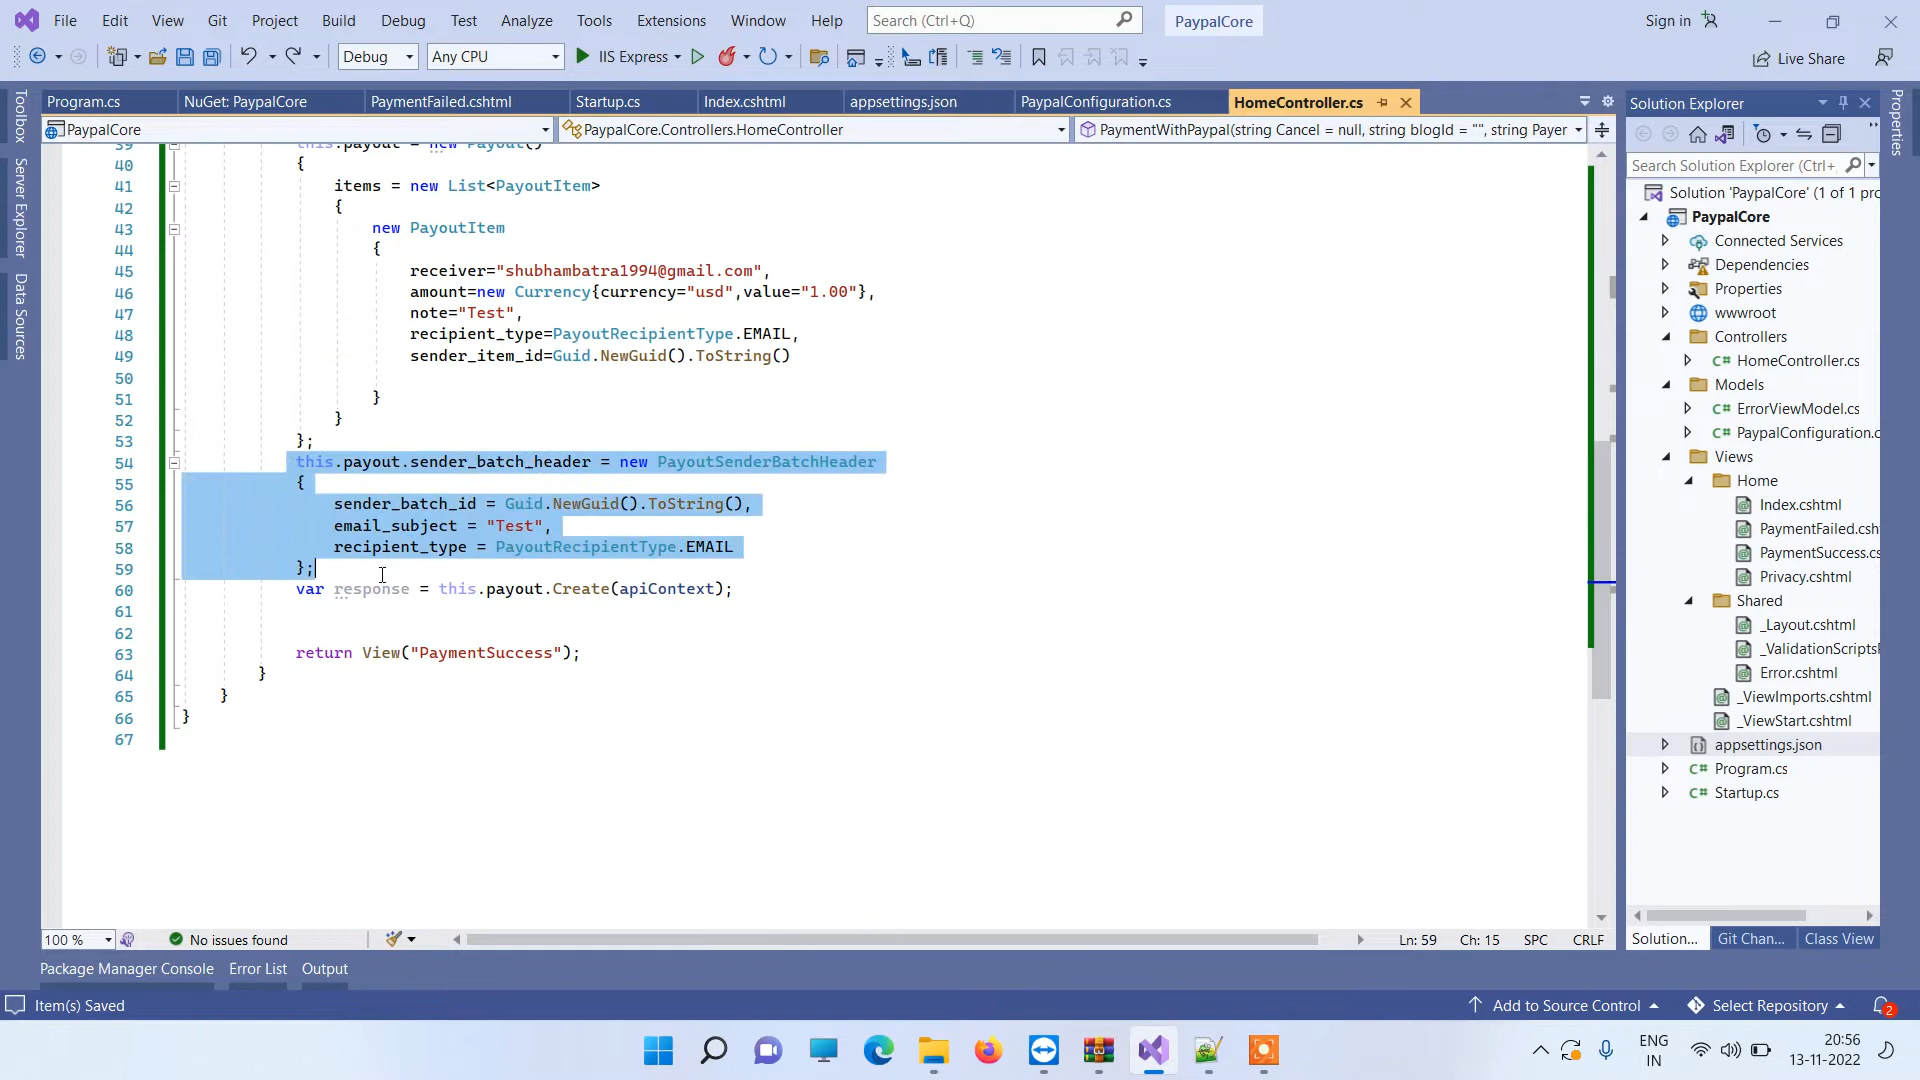 File Edit View Git Project Build Debug Test Analyze Tools Extensions Window Help Search (Ctrl+Q) PaypalCore Sign in
Debug Any CPU IIS Express Live Share
Program.cs NuGet: PaypalCore PaymentFailed.cshtml Startup.cs Index.cshtml appsettings.json PaypalConfiguration.cs HomeController.cs
PaypalCore PaypalCore.Controllers.HomeController PaymentWithPaypal(string Cancel = null, string blogId = "", string Payer
Toolbox
Server Explorer
Data Sources
39 this.payout = new Payout()
40 {
41 items = new List<PayoutItem>
42 {
43 new PayoutItem
44 {
45 receiver="shubhambatra1994@gmail.com",
46 amount=new Currency{currency="usd",value="1.00"},
47 note="Test",
48 recipient_type=PayoutRecipientType.EMAIL,
49 sender_item_id=Guid.NewGuid().ToString()
50
51 }
52 }
53 };
54 this.payout.sender_batch_header = new PayoutSenderBatchHeader
55 {
56 sender_batch_id = Guid.NewGuid().ToString(),
57 email_subject = "Test",
58 recipient_type = PayoutRecipientType.EMAIL
59 };
60 var response = this.payout.Create(apiContext);
61
62
63 return View("PaymentSuccess");
64 }
65 }
66 }
67
100 % No issues found Ln: 59 Ch: 15 SPC CRLF
Solution Explorer
Search Solution Explorer (Ctrl+
Solution 'PaypalCore' (1 of 1 pro
PaypalCore
Connected Services
Dependencies
Properties
wwwroot
Controllers
C# HomeController.cs
Models
C# ErrorViewModel.cs
C# PaypalConfiguration.c
Views
Home
Index.cshtml
PaymentFailed.csh
PaymentSuccess.cs
Privacy.cshtml
Shared
_Layout.cshtml
_ValidationScripts
Error.cshtml
_ViewImports.cshtml
_ViewStart.cshtml
appsettings.json
C# Program.cs
C# Startup.cs
Solution... Git Chan... Class View
Properties
Package Manager Console Error List Output
Item(s) Saved Add to Source Control Select Repository 2
ENG
IN
20:56
13-11-2022